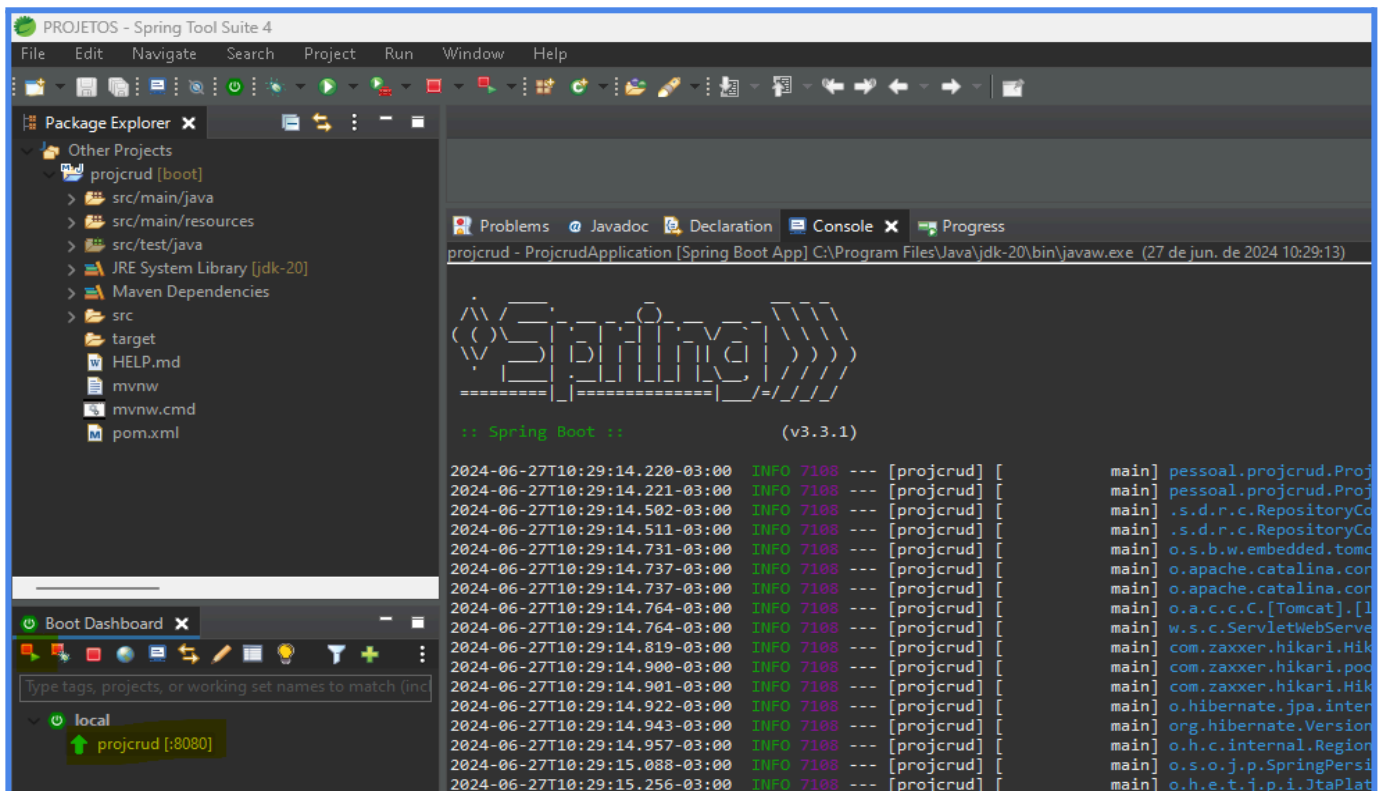 PROJETOS - Spring Tool Suite 4
File Edit Navigate Search Project Run Window Help
Package Explorer
Other Projects
projcrud [boot]
src/main/java
src/main/resources
src/test/java
JRE System Library [jdk-20]
Maven Dependencies
src
target
HELP.md
mvnw
mvnw.cmd
pom.xml
Boot Dashboard
Type tags, projects, or working set names to match (incl
local
projcrud [:8080]
Problems Javadoc Declaration Console Progress
projcrud - ProjcrudApplication [Spring Boot App] C:\Program Files\Java\jdk-20\bin\javaw.exe (27 de jun. de 2024 10:29:13)
Spring
:: Spring Boot :: (v3.3.1)
2024-06-27T10:29:14.220-03:00 INFO 7108 --- [projcrud] [ main] pessoal.projcrud.Proj
2024-06-27T10:29:14.221-03:00 INFO 7108 --- [projcrud] [ main] pessoal.projcrud.Proj
2024-06-27T10:29:14.502-03:00 INFO 7108 --- [projcrud] [ main] .s.d.r.c.RepositoryCo
2024-06-27T10:29:14.511-03:00 INFO 7108 --- [projcrud] [ main] .s.d.r.c.RepositoryCo
2024-06-27T10:29:14.731-03:00 INFO 7108 --- [projcrud] [ main] o.s.b.w.embedded.tomc
2024-06-27T10:29:14.737-03:00 INFO 7108 --- [projcrud] [ main] o.apache.catalina.cor
2024-06-27T10:29:14.737-03:00 INFO 7108 --- [projcrud] [ main] o.apache.catalina.cor
2024-06-27T10:29:14.764-03:00 INFO 7108 --- [projcrud] [ main] o.a.c.c.C.[Tomcat].[l
2024-06-27T10:29:14.764-03:00 INFO 7108 --- [projcrud] [ main] w.s.c.ServletWebServe
2024-06-27T10:29:14.819-03:00 INFO 7108 --- [projcrud] [ main] com.zaxxer.hikari.Hik
2024-06-27T10:29:14.900-03:00 INFO 7108 --- [projcrud] [ main] com.zaxxer.hikari.poo
2024-06-27T10:29:14.901-03:00 INFO 7108 --- [projcrud] [ main] com.zaxxer.hikari.Hik
2024-06-27T10:29:14.922-03:00 INFO 7108 --- [projcrud] [ main] o.hibernate.jpa.inter
2024-06-27T10:29:14.943-03:00 INFO 7108 --- [projcrud] [ main] org.hibernate.Version
2024-06-27T10:29:14.957-03:00 INFO 7108 --- [projcrud] [ main] o.h.c.internal.Region
2024-06-27T10:29:15.088-03:00 INFO 7108 --- [projcrud] [ main] o.s.o.j.p.SpringPersi
2024-06-27T10:29:15.256-03:00 INFO 7108 --- [projcrud] [ main] o.h.e.t.j.p.i.JtaPlat